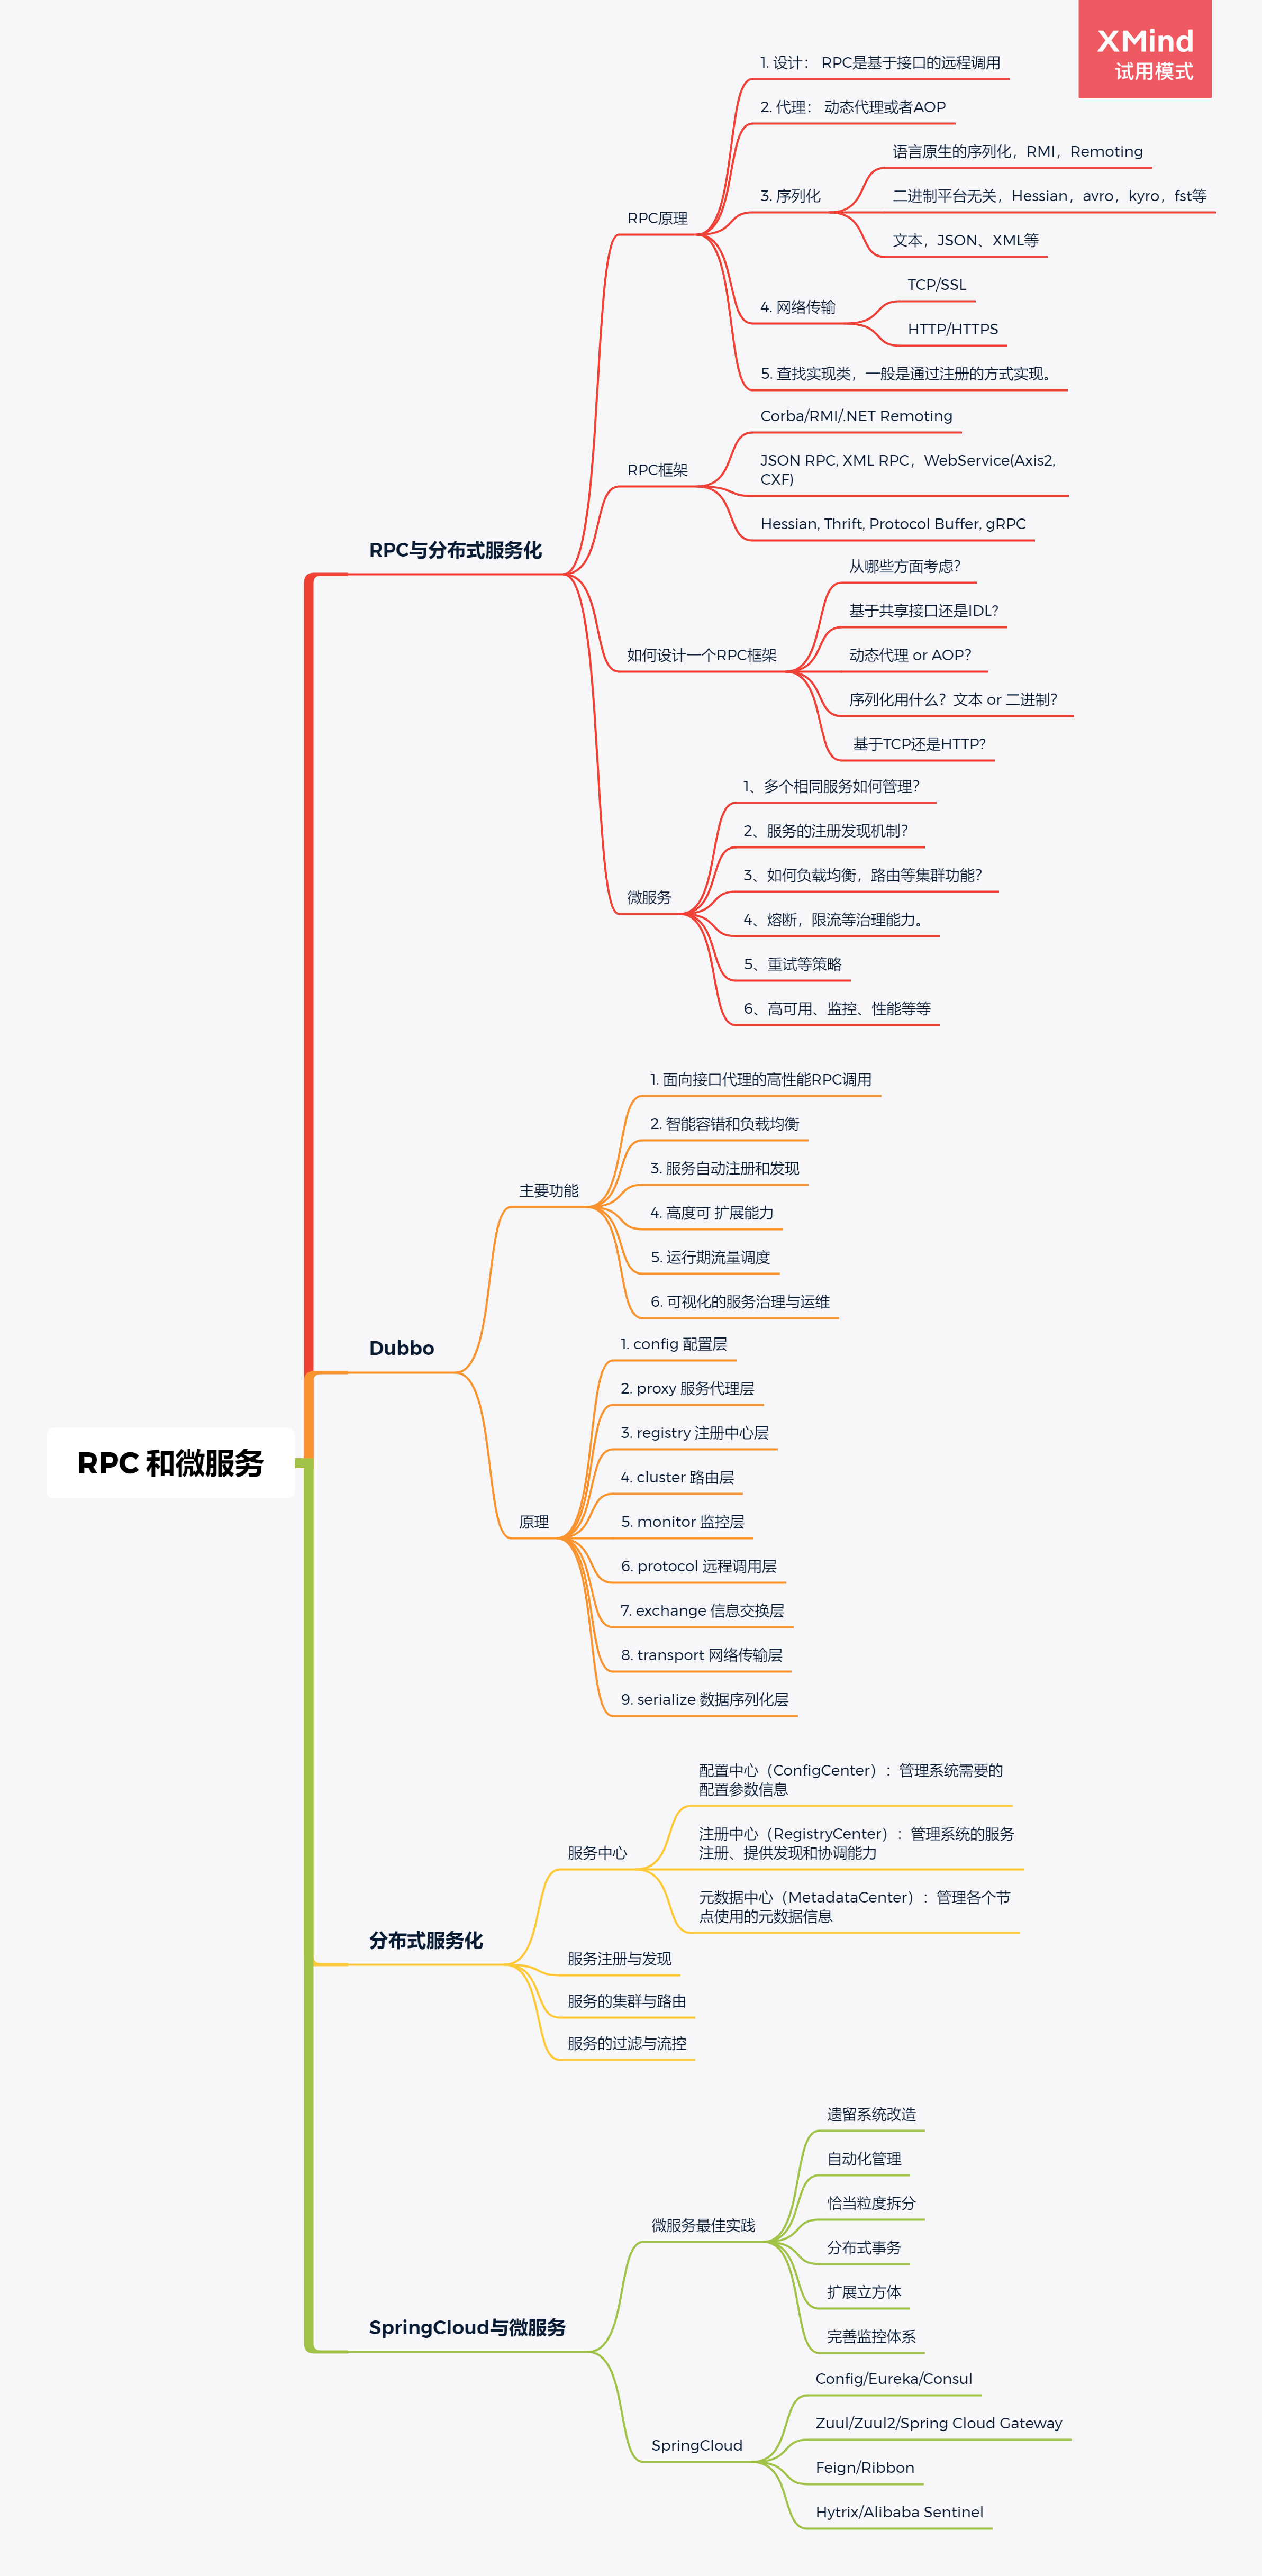 XMind
试用模式
RPC 和微服务
RPC与分布式服务化
RPC原理
1. 设计： RPC是基于接口的远程调用
2. 代理： 动态代理或者AOP
3. 序列化
语言原生的序列化，RMI，Remoting
二进制平台无关，Hessian，avro，kyro，fst等
文本，JSON、XML等
4. 网络传输
TCP/SSL
HTTP/HTTPS
5. 查找实现类，一般是通过注册的方式实现。
RPC框架
Corba/RMI/.NET Remoting
JSON RPC, XML RPC，WebService(Axis2,
CXF)
Hessian, Thrift, Protocol Buffer, gRPC
如何设计一个RPC框架
从哪些方面考虑？
基于共享接口还是IDL?
动态代理 or AOP？
序列化用什么？文本 or 二进制？
基于TCP还是HTTP?
微服务
1、多个相同服务如何管理？
2、服务的注册发现机制？
3、如何负载均衡，路由等集群功能？
4、熔断，限流等治理能力。
5、重试等策略
6、高可用、监控、性能等等
Dubbo
主要功能
1. 面向接口代理的高性能RPC调用
2. 智能容错和负载均衡
3. 服务自动注册和发现
4. 高度可 扩展能力
5. 运行期流量调度
6. 可视化的服务治理与运维
原理
1. config 配置层
2. proxy 服务代理层
3. registry 注册中心层
4. cluster 路由层
5. monitor 监控层
6. protocol 远程调用层
7. exchange 信息交换层
8. transport 网络传输层
9. serialize 数据序列化层
分布式服务化
服务中心
配置中心（ConfigCenter）：管理系统需要的
配置参数信息
注册中心（RegistryCenter）：管理系统的服务
注册、提供发现和协调能力
元数据中心（MetadataCenter）：管理各个节
点使用的元数据信息
服务注册与发现
服务的集群与路由
服务的过滤与流控
SpringCloud与微服务
微服务最佳实践
遗留系统改造
自动化管理
恰当粒度拆分
分布式事务
扩展立方体
完善监控体系
SpringCloud
Config/Eureka/Consul
Zuul/Zuul2/Spring Cloud Gateway
Feign/Ribbon
Hytrix/Alibaba Sentinel